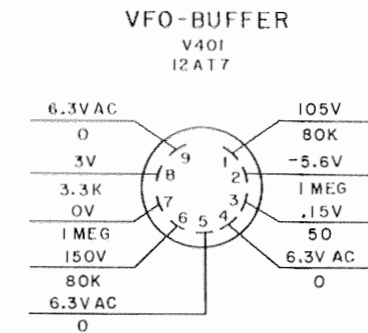 VFO-BUFFER
V401
12AT7
6.3V AC
0
3V
3.3K
0V
1 MEG
150V
80K
6.3V AC
0
9
8
7
6
5
1
2
3
4
105V
80K
-5.6V
1 MEG
.15V
50
6.3V AC
0